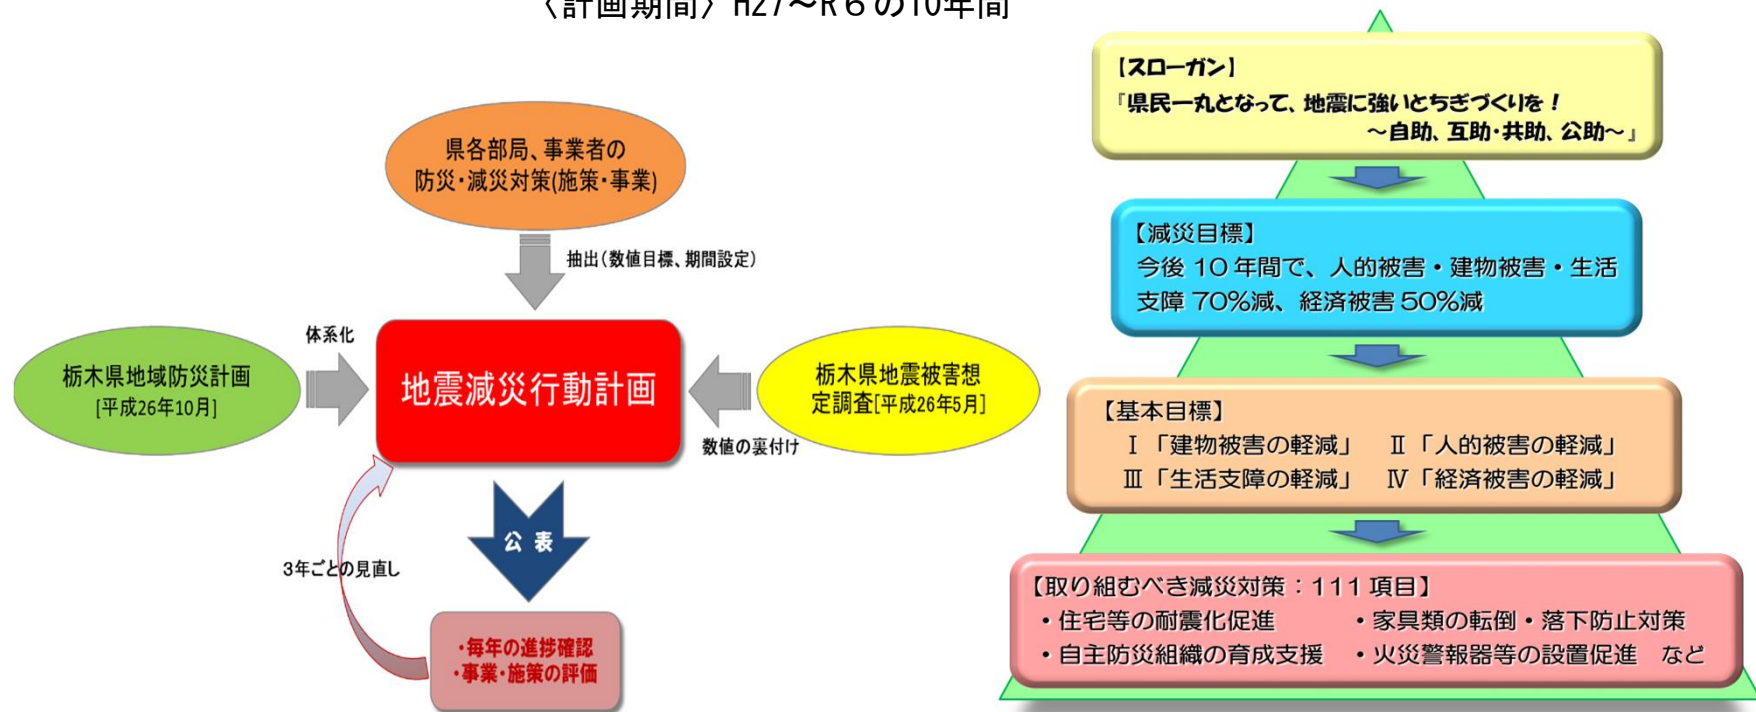 〈計画期間〉H27～R６の10年間
県各部局、事業者の
防災・減災対策(施策・事業)
抽出(数値目標、期間設定)
体系化
栃木県地域防災計画
[平成26年10月]
地震減災行動計画
栃木県地震被害想
定調査[平成26年5月]
数値の裏付け
公 表
3年ごとの見直し
・毎年の進捗確認
・事業・施策の評価
【スローガン】
『県民一丸となって、地震に強いとちぎづくりを！
～自助、互助・共助、公助～』
【減災目標】
今後 10 年間で、人的被害・建物被害・生活
支障 70%減、経済被害 50%減
【基本目標】
Ⅰ「建物被害の軽減」 Ⅱ「人的被害の軽減」
Ⅲ「生活支障の軽減」 Ⅳ「経済被害の軽減」
【取り組むべき減災対策：111 項目】
・住宅等の耐震化促進 ・家具類の転倒・落下防止対策
・自主防災組織の育成支援 ・火災警報器等の設置促進 など